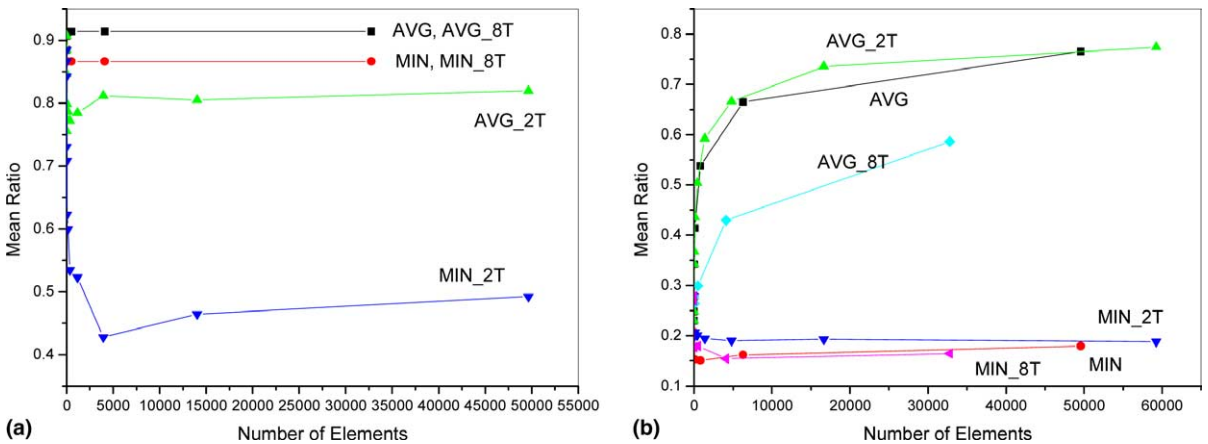 0.9
0.8
0.7
0.6
0.5
0.4
Mean Ratio
AVG, AVG_8T
MIN, MIN_8T
AVG_2T
MIN_2T
0 5000 10000 15000 20000 25000 30000 35000 40000 45000 50000 55000
(a)
Number of Elements
0.8
0.7
0.6
0.5
0.4
0.3
0.2
0.1
Mean Ratio
AVG_2T
AVG
AVG_8T
MIN_2T
MIN_8T
MIN
0 10000 20000 30000 40000 50000 60000
(b)
Number of Elements